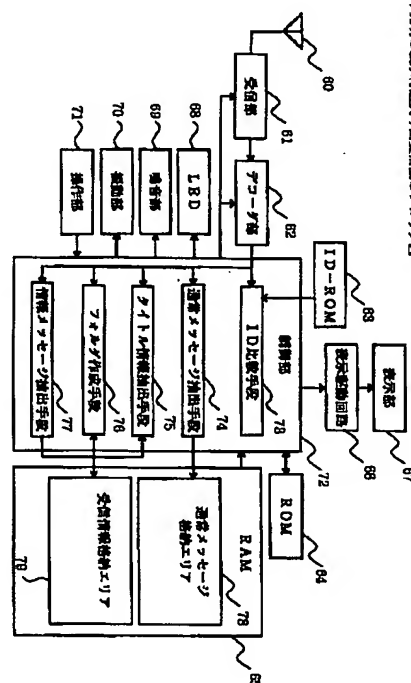 60
受信部
61
デコーダ部
62
ID-ROM
63
表示部
67
表示駆動回路
66
LED
68
鳴音部
69
振動部
70
操作部
71
制御部
72
ID比較手段
73
通常メッセージ抽出手段
74
タイトル情報抽出手段
75
フォルダ作成手段
76
情報メッセージ抽出手段
77
ROM
64
RAM
通常メッセージ
格納エリア
78
受信情報格納エリア
79